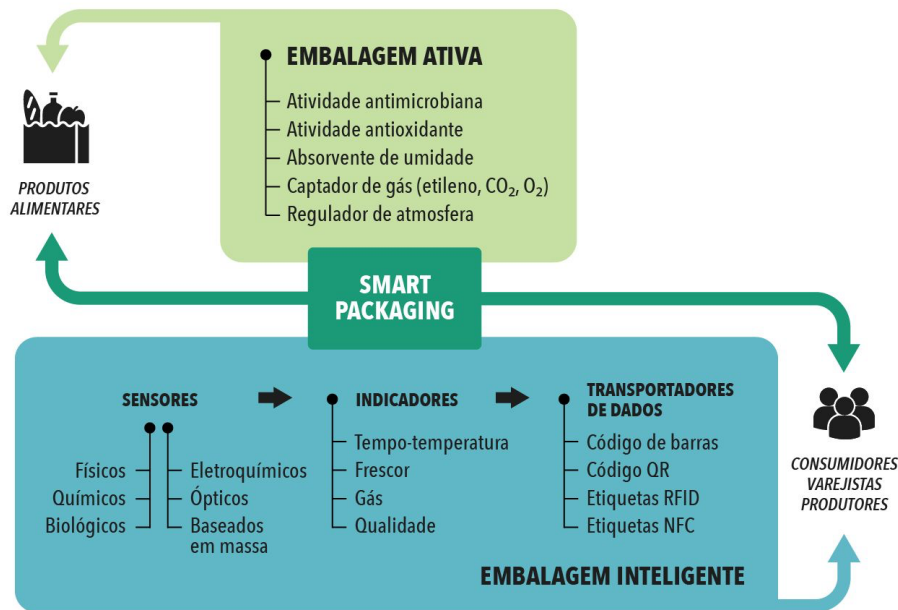 EMBALAGEM ATIVA
Atividade antimicrobiana
Atividade antioxidante
Absorvente de umidade
Captador de gás (etileno, CO₂, O₂)
Regulador de atmosfera
PRODUTOS
ALIMENTARES
SMART
PACKAGING
SENSORES
Físicos
Químicos
Biológicos
Eletroquímicos
Ópticos
Baseados
em massa
INDICADORES
Tempo-temperatura
Frescor
Gás
Qualidade
TRANSPORTADORES
DE DADOS
Código de barras
Código QR
Etiquetas RFID
Etiquetas NFC
CONSUMIDORES
VAREJISTAS
PRODUTORES
EMBALAGEM INTELIGENTE